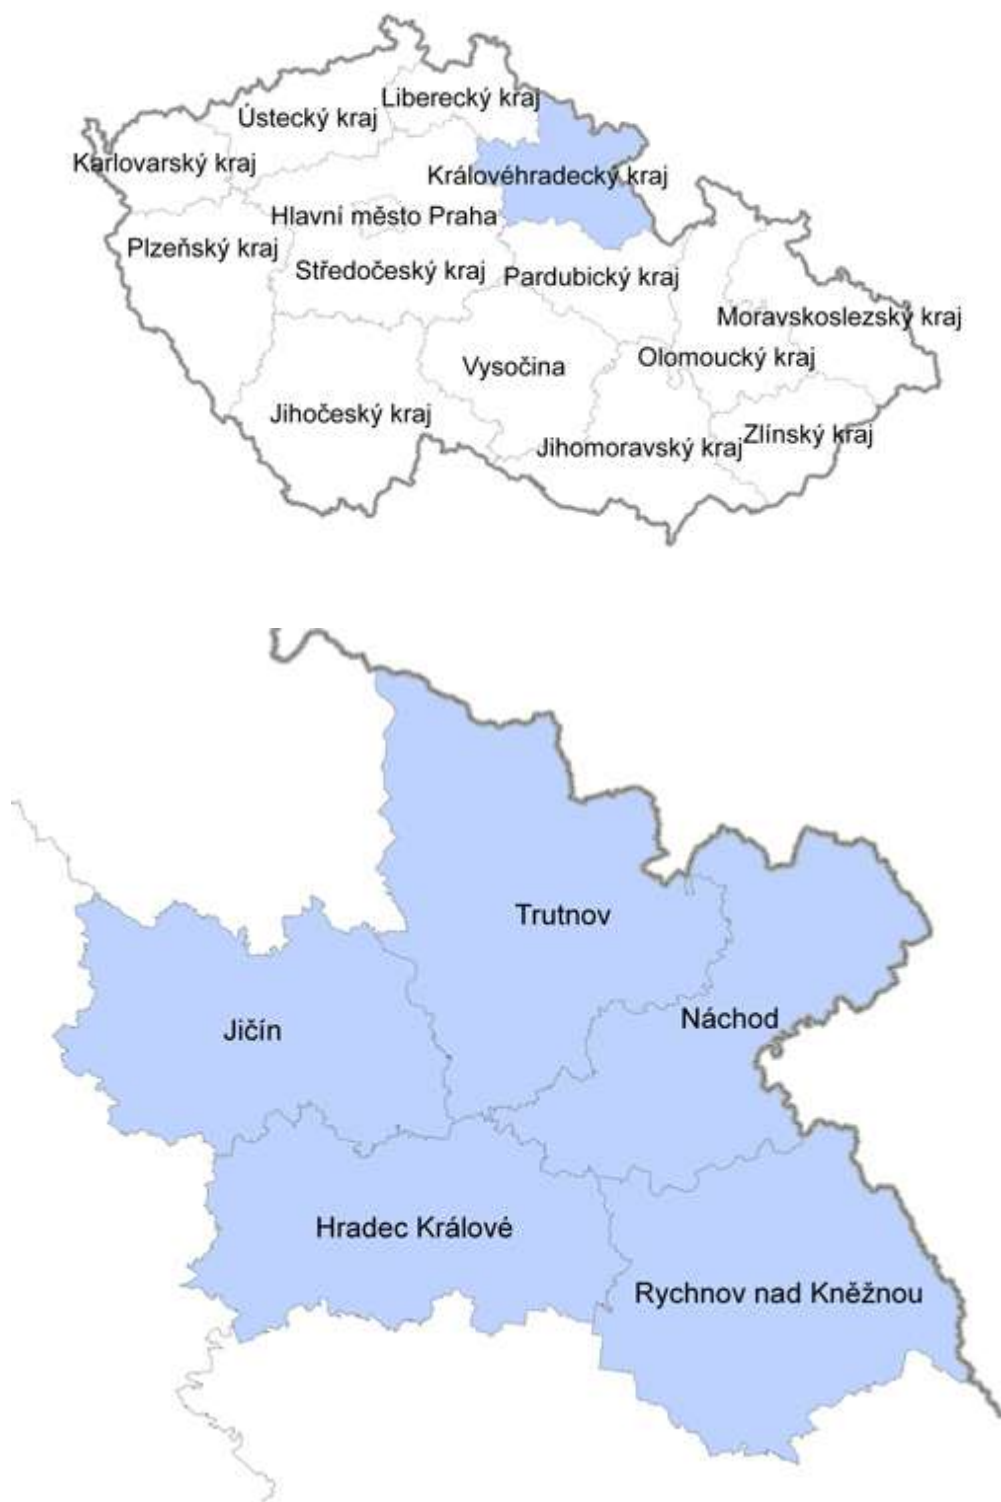 Liberecký kraj
Ústecký kraj
Karlovarský kraj
Královéhradecký kraj
Hlavní město Praha
Plzeňský kraj
Středočeský kraj
Pardubický kraj
Moravskoslezský kraj
Olomoucký kraj
Vysočina
Jihočeský kraj
Zlínský kraj
Jihomoravský kraj
Trutnov
Náchod
Jičín
Hradec Králové
Rychnov nad Kněžnou